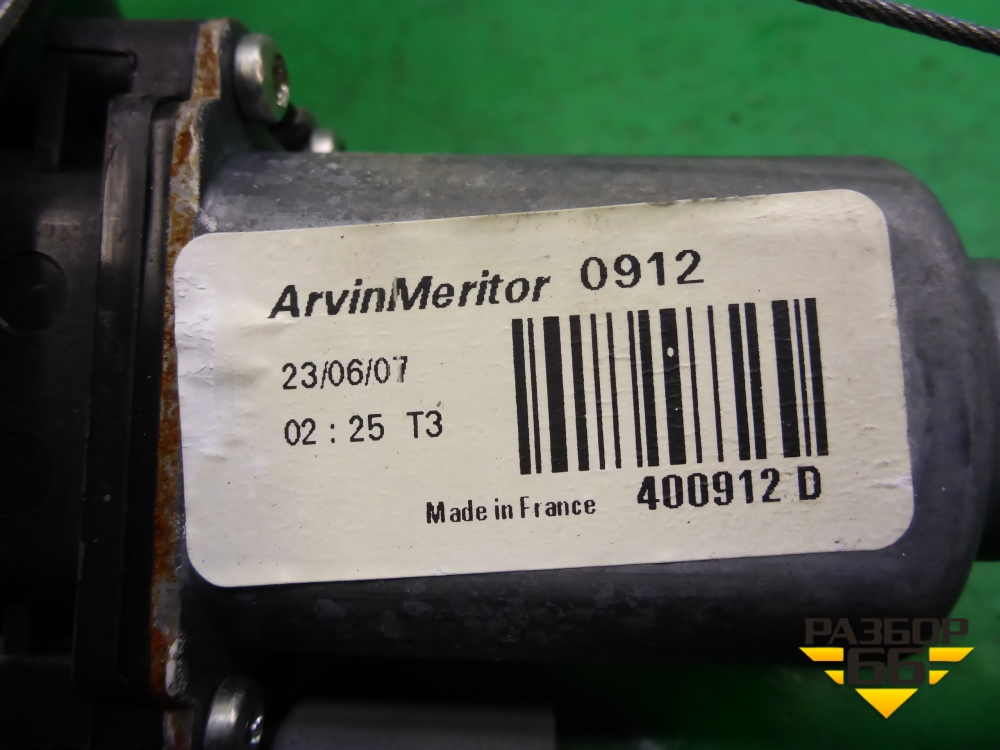 ArvinMeritor 0912
23/06/07
02 : 25 T3
Made in France 400912 D
РАЗБОР
66